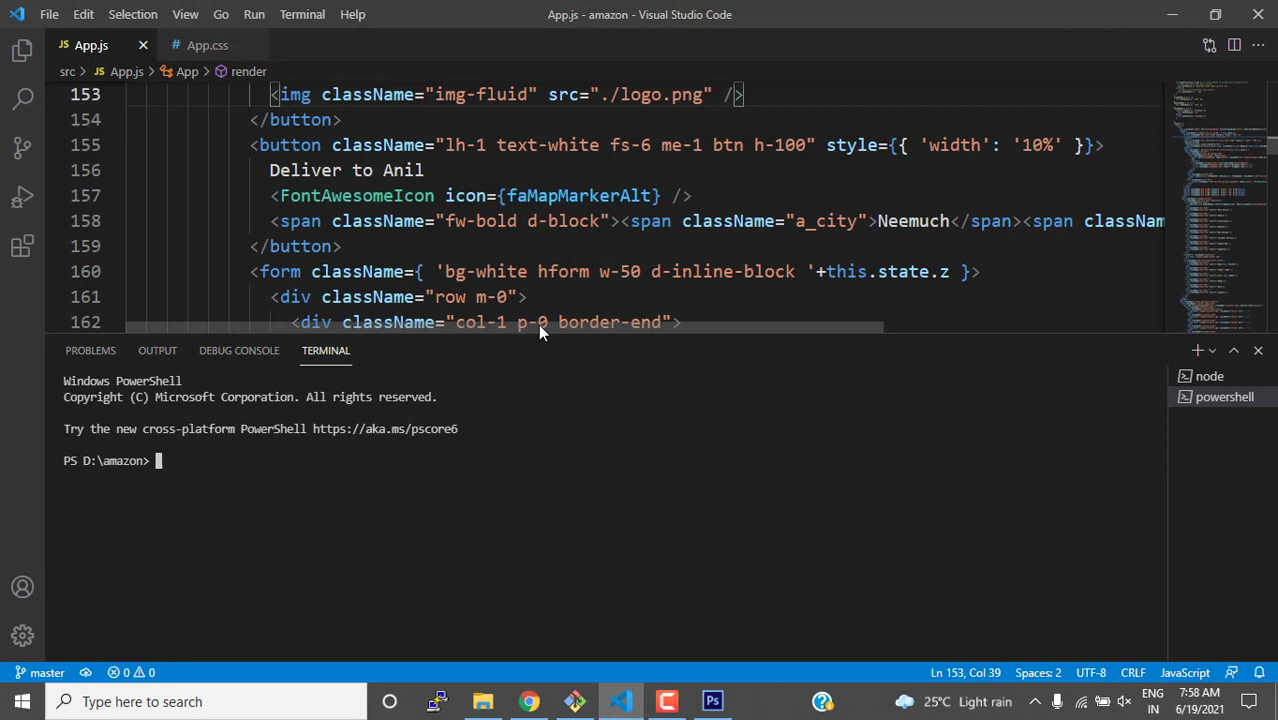 File Edit Selection View Go Run Terminal Help App.js - amazon - Visual Studio Code
JS App.js # App.css
src > JS App.js > App > render
153 <img className="img-fluid" src="./logo.png" />
154 </button>
155 <button className="lh-1 text-white fs-6 me-1 btn h-100" style={{ 'width': '10%' }}>
156 Deliver to Anil
157 <FontAwesomeIcon icon={faMapMarkerAlt} />
158 <span className="fw-bold d-block"><span className="a_city">Neemuch</span><span classNam
159 </button>
160 <form className={ 'bg-white hform w-50 d-inline-block '+this.state.z }>
161 <div className="row m-0">
162 <div className="col-1 p-0 border-end">
PROBLEMS OUTPUT DEBUG CONSOLE TERMINAL
Windows PowerShell
Copyright (C) Microsoft Corporation. All rights reserved.
Try the new cross-platform PowerShell https://aka.ms/pscore6
PS D:\amazon>
node
powershell
master 0 0 Ln 153, Col 39 Spaces: 2 UTF-8 CRLF JavaScript
Type here to search Ps 25°C Light rain ENG IN 7:58 AM 6/19/2021